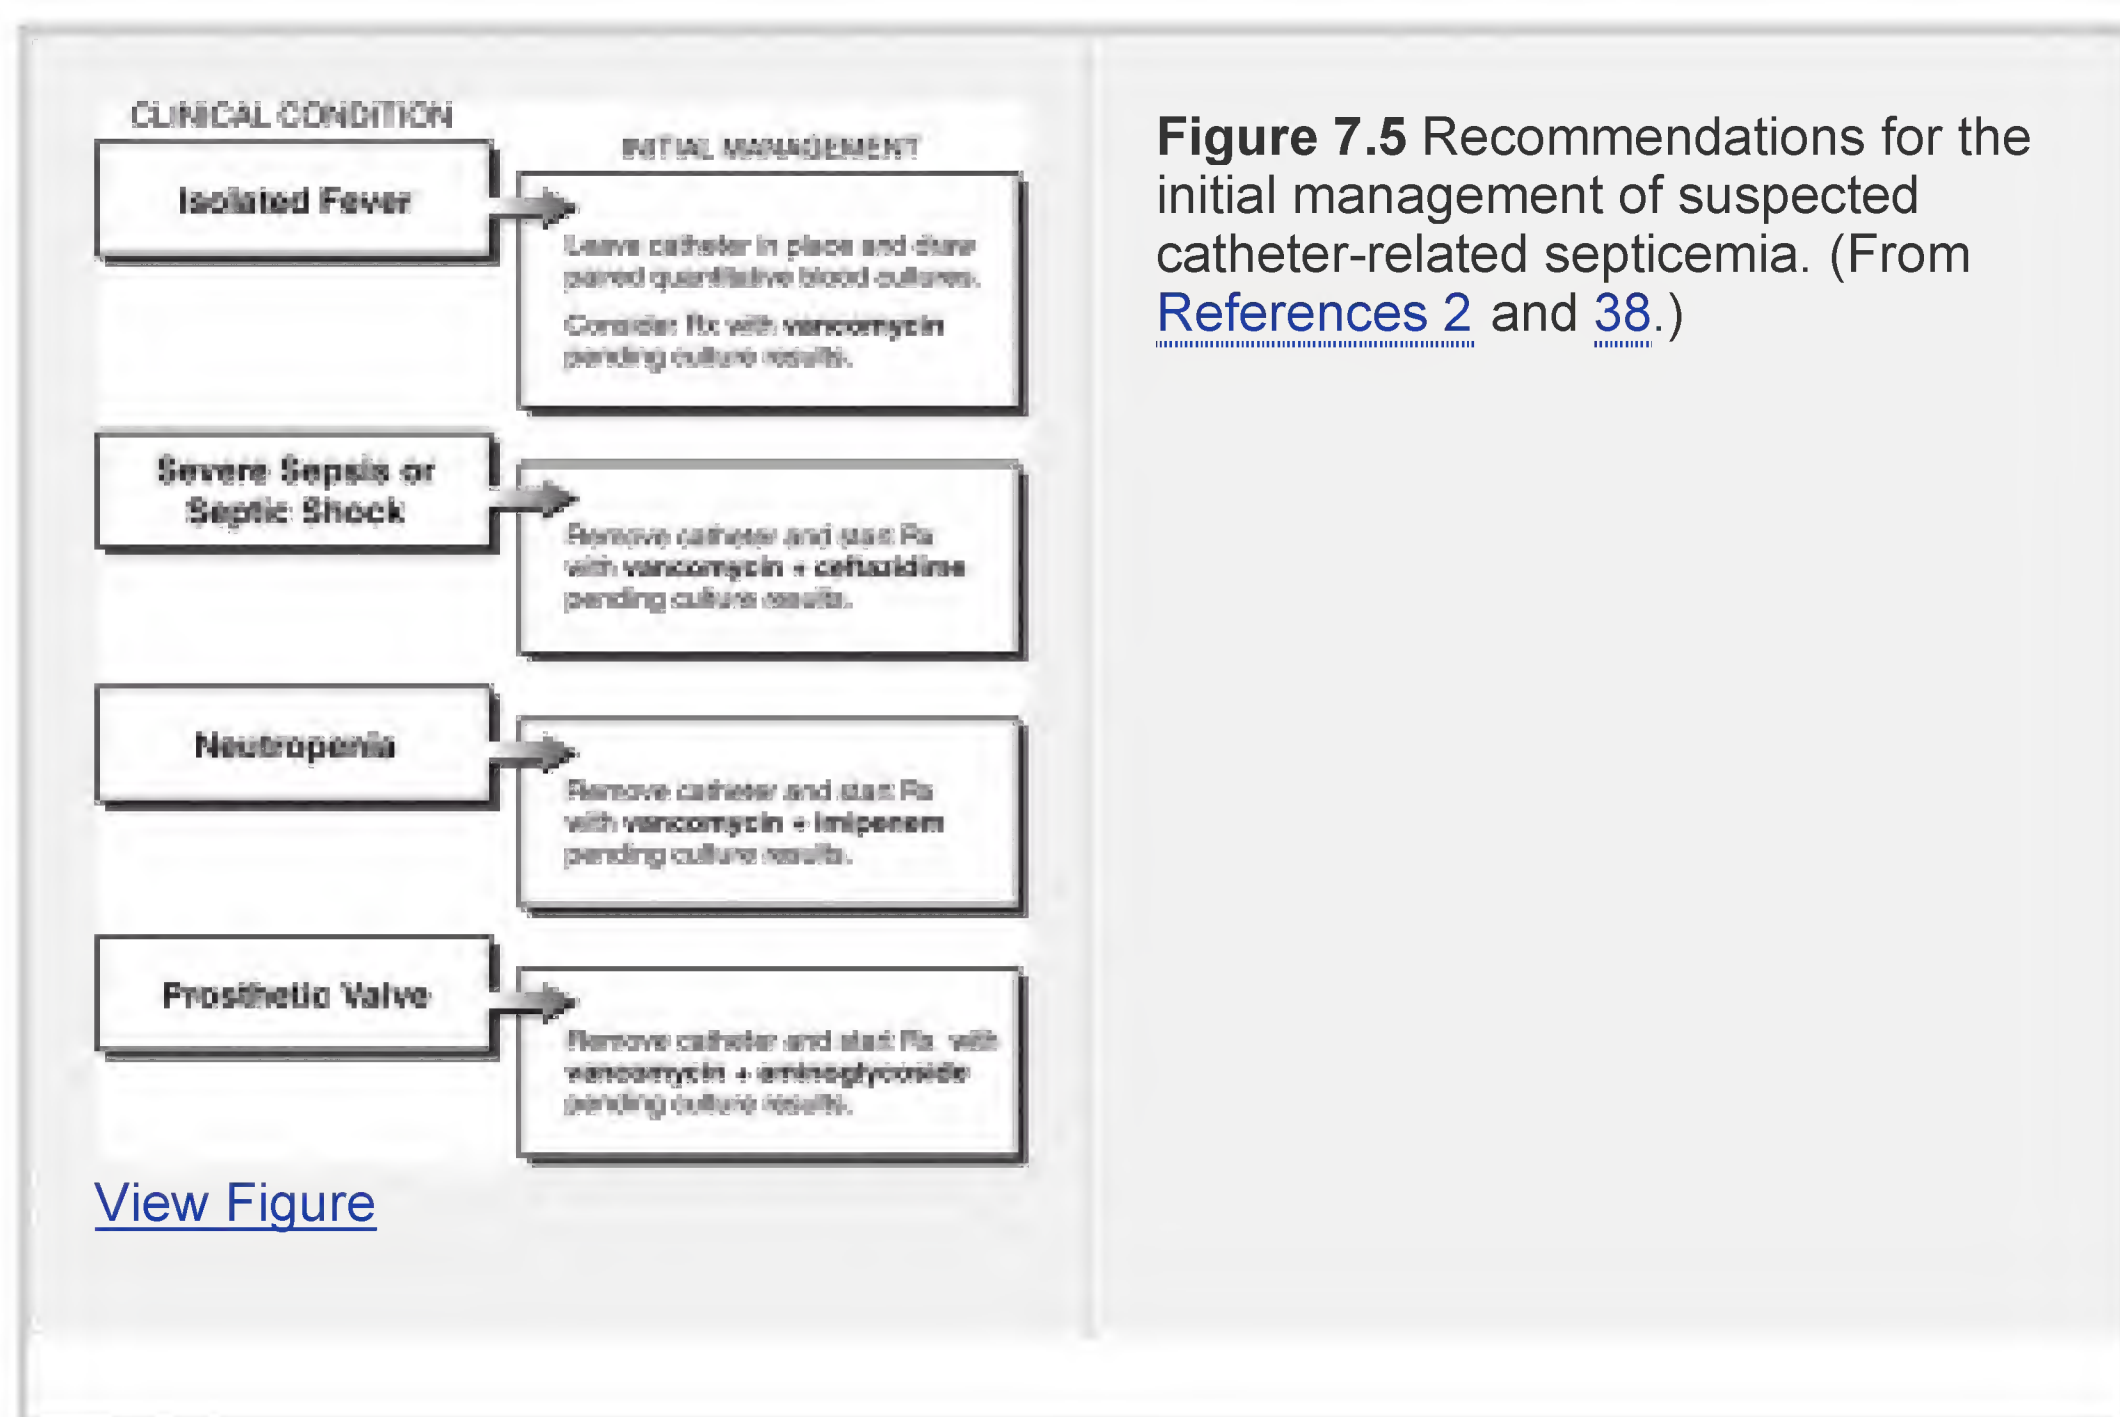 CLINICAL CONDITION
INITIAL MANAGEMENT
Isolated Fever
Leave catheter in place and draw
paired quantitative blood cultures.
Consider Rx with vancomycin
pending culture results.
Severe Sepsis or
Septic Shock
Remove catheter and start Rx
with vancomycin + ceftazidime
pending culture results.
Neutropenia
Remove catheter and start Rx
with vancomycin + imipenem
pending culture results.
Prosthetic Valve
Remove catheter and start Rx with
vancomycin + aminoglycoside
pending culture results.
View Figure
Figure 7.5 Recommendations for the
initial management of suspected
catheter-related septicemia. (From
References 2 and 38.)